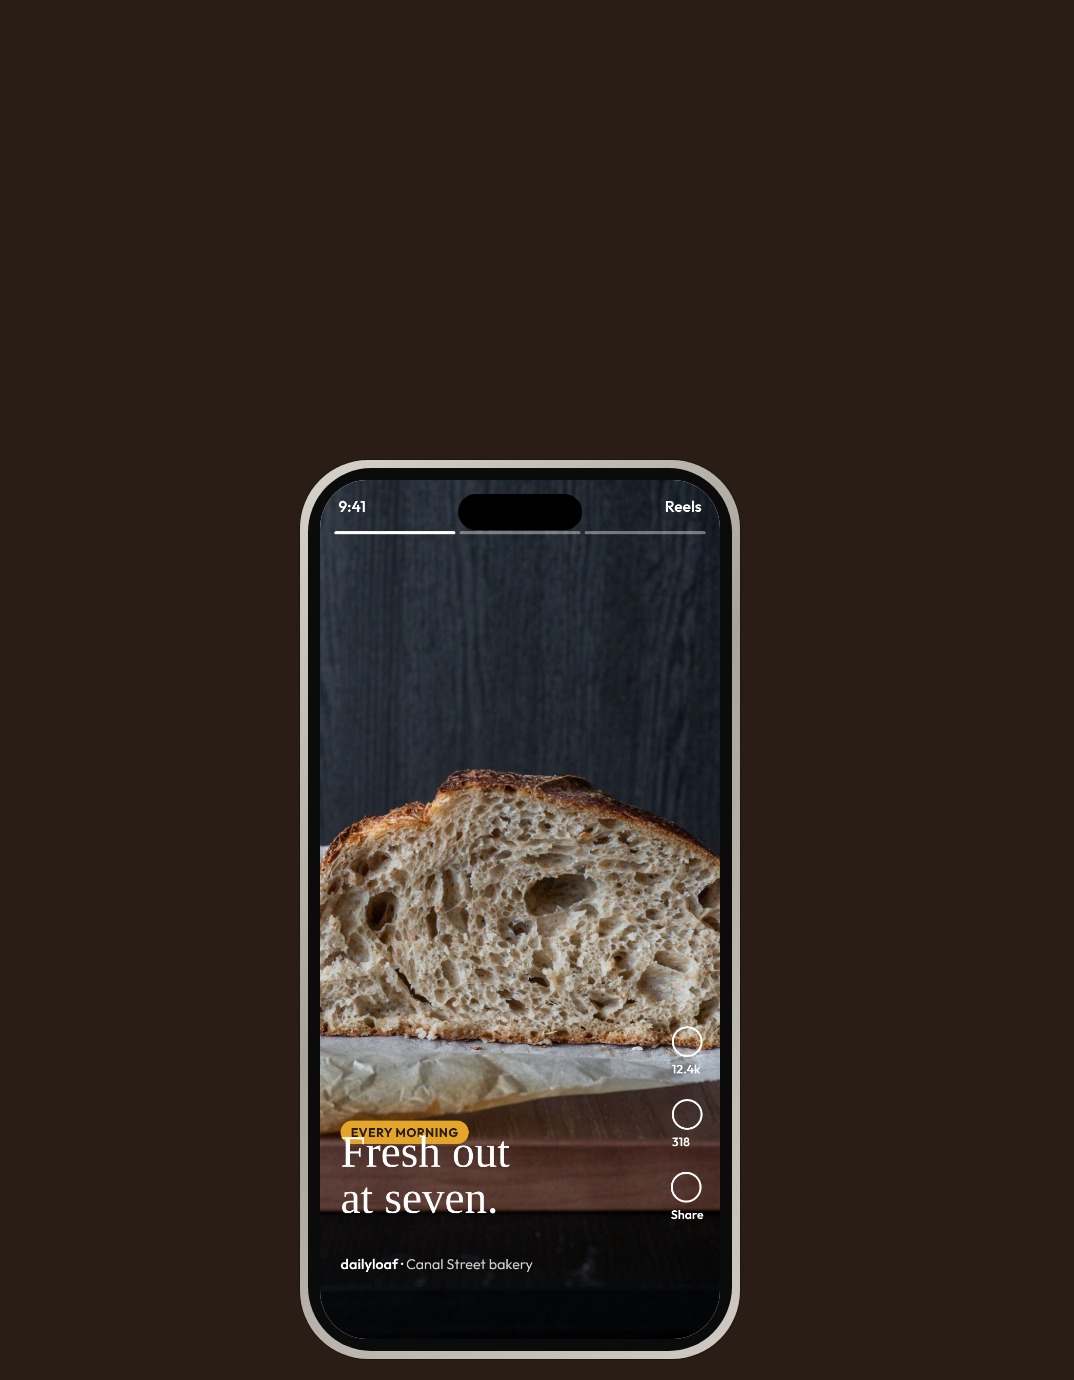 9:41
Reels
12.4k
318
Share
EVERY MORNING
Fresh out
at seven.
dailyloaf · Canal Street bakery